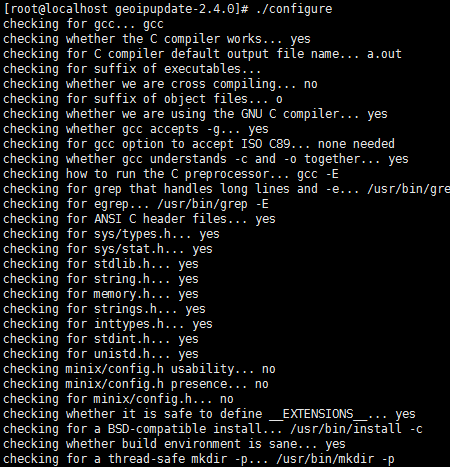 [root@localhost geoipupdate-2.4.0]# ./configure
checking for gcc... gcc
checking whether the C compiler works... yes
checking for C compiler default output file name... a.out
checking for suffix of executables...
checking whether we are cross compiling... no
checking for suffix of object files... o
checking whether we are using the GNU C compiler... yes
checking whether gcc accepts -g... yes
checking for gcc option to accept ISO C89... none needed
checking whether gcc understands -c and -o together... yes
checking how to run the C preprocessor... gcc -E
checking for grep that handles long lines and -e... /usr/bin/gre
checking for egrep... /usr/bin/grep -E
checking for ANSI C header files... yes
checking for sys/types.h... yes
checking for sys/stat.h... yes
checking for stdlib.h... yes
checking for string.h... yes
checking for memory.h... yes
checking for strings.h... yes
checking for inttypes.h... yes
checking for stdint.h... yes
checking for unistd.h... yes
checking minix/config.h usability... no
checking minix/config.h presence... no
checking for minix/config.h... no
checking whether it is safe to define __EXTENSIONS__... yes
checking for a BSD-compatible install... /usr/bin/install -c
checking whether build environment is sane... yes
checking for a thread-safe mkdir -p... /usr/bin/mkdir -p